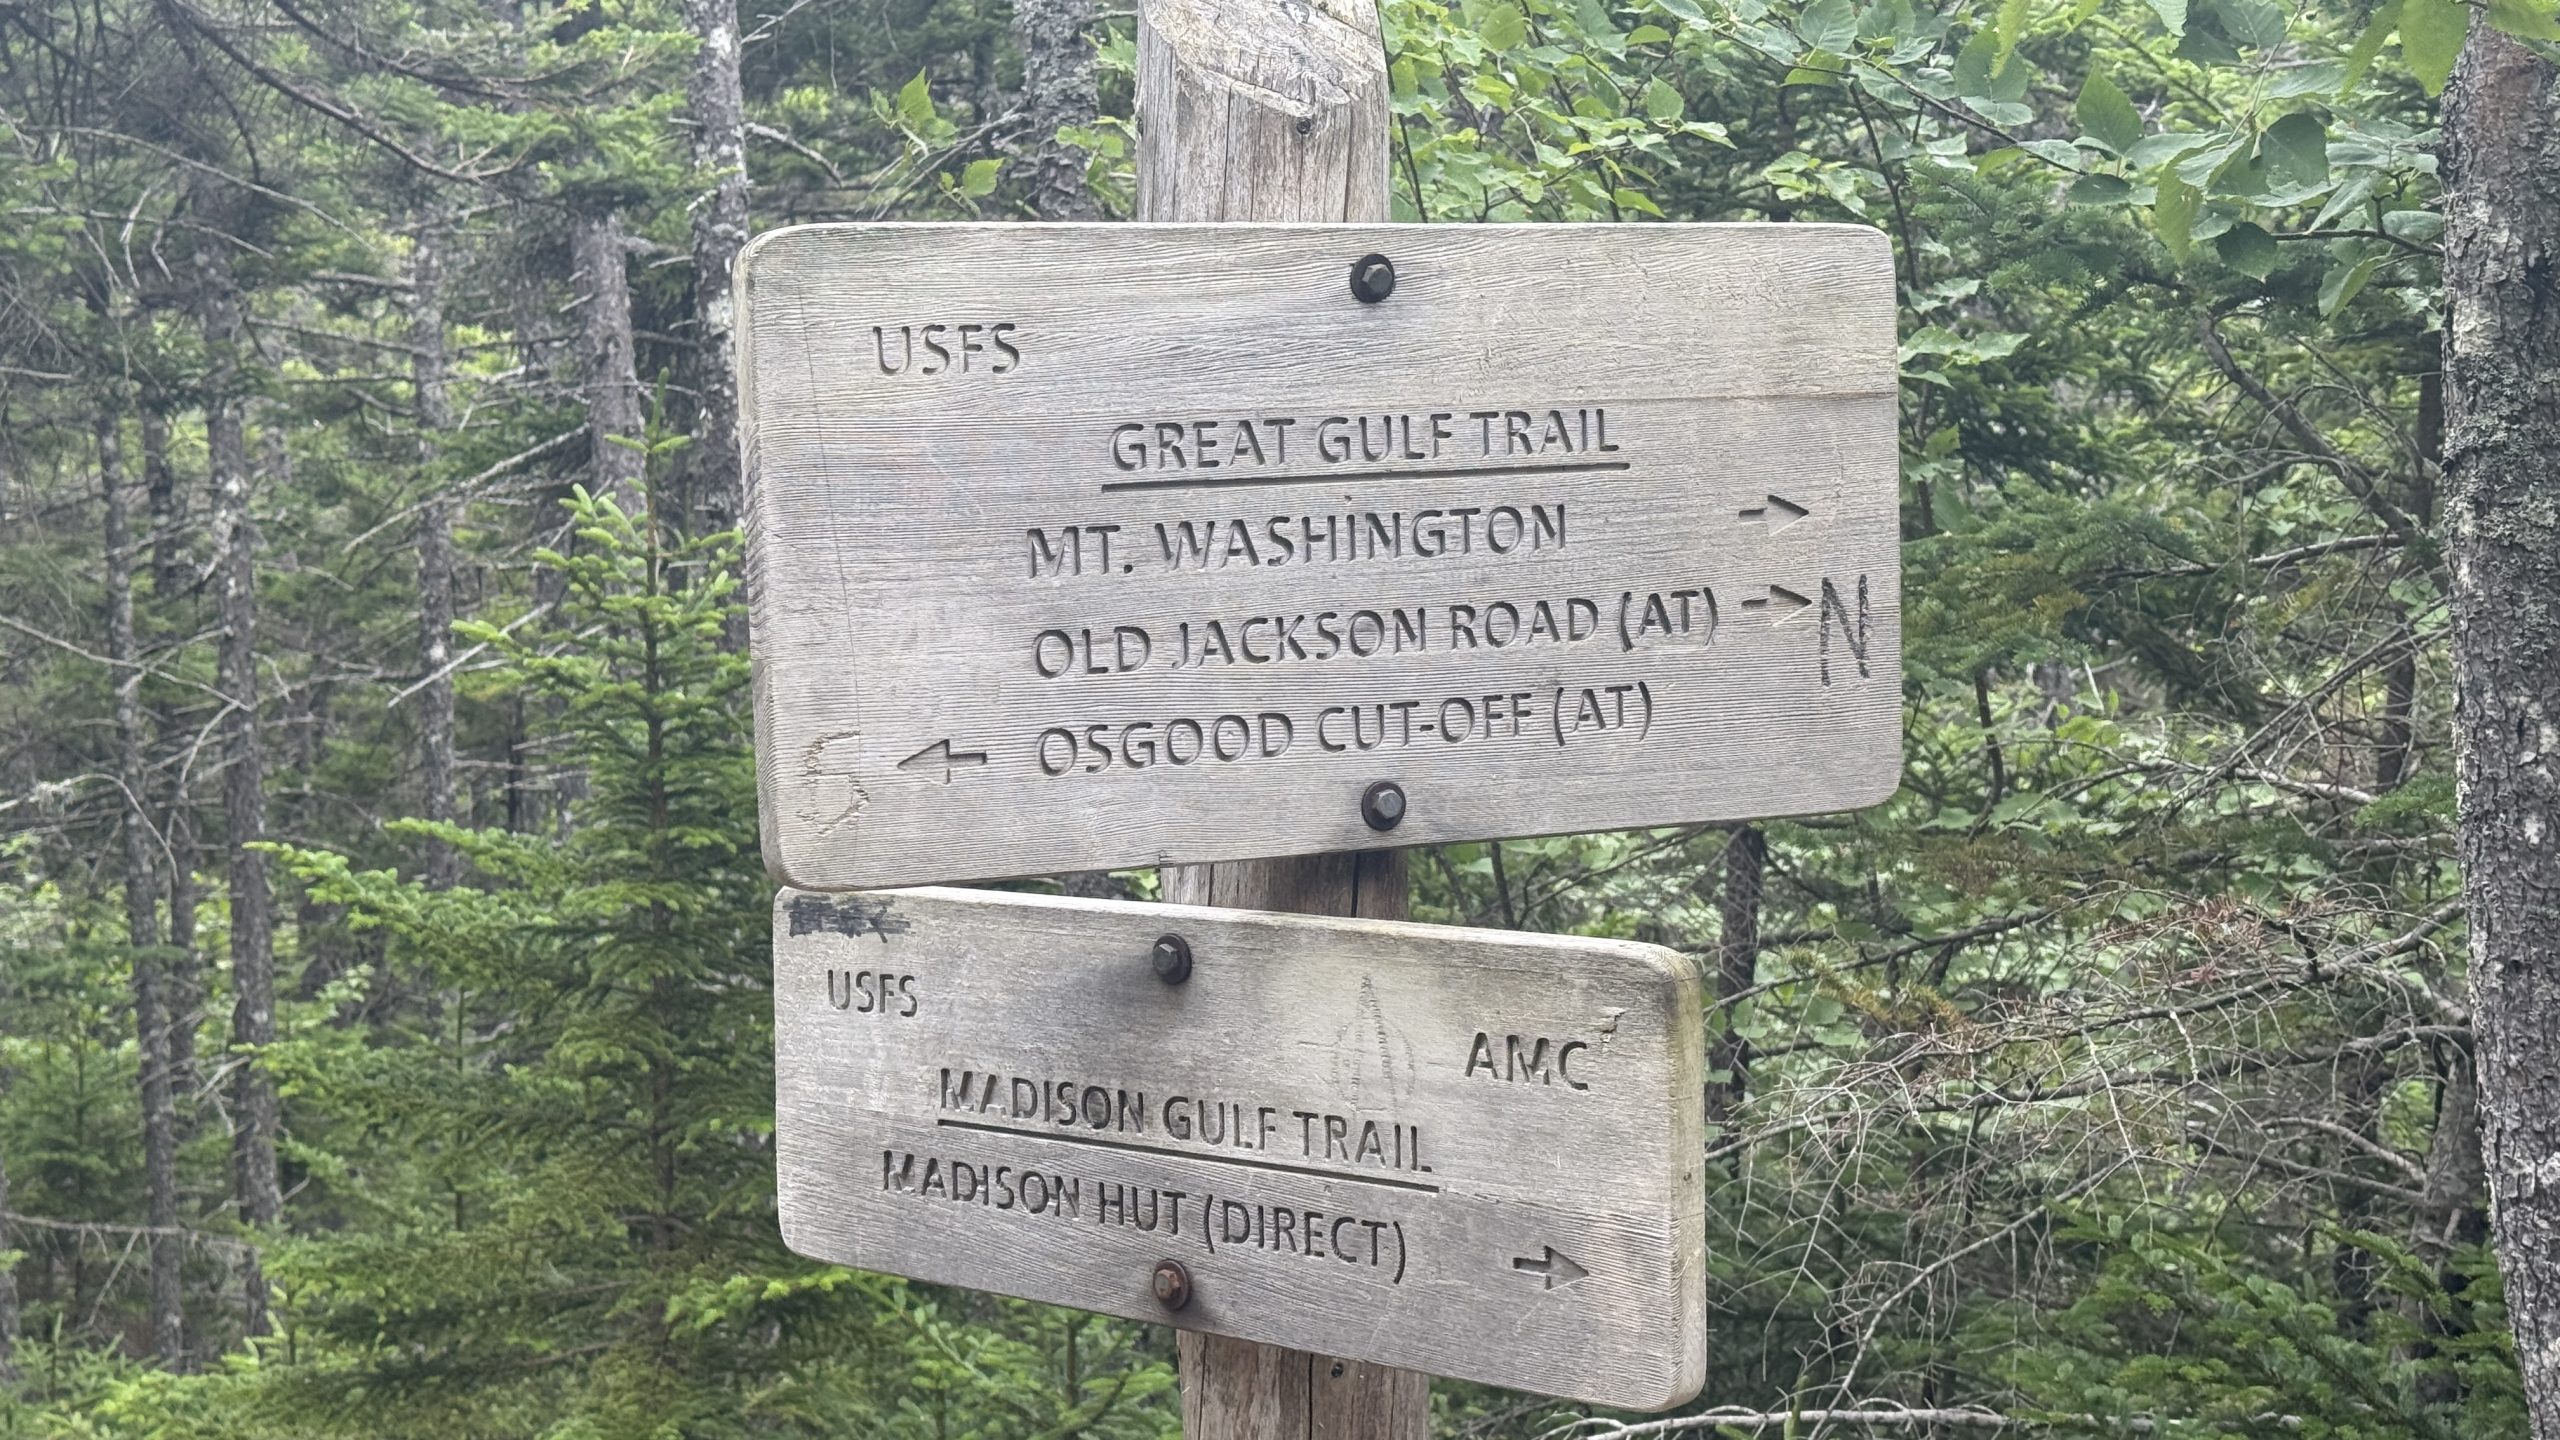 USFS
GREAT GULF TRAIL
MT. WASHINGTON →
OLD JACKSON ROAD (AT) → N
S ← OSGOOD CUT-OFF (AT)
USFS
AMC
MADISON GULF TRAIL
MADISON HUT (DIRECT) →